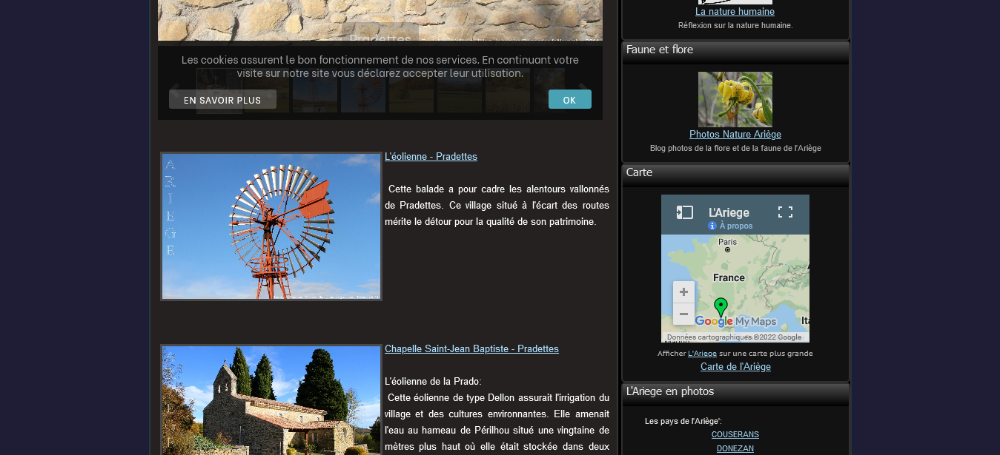 Pradettes
Les cookies assurent le bon fonctionnement de nos services. En continuant votre
visite sur notre site vous déclarez accepter leur utilisation.
EN SAVOIR PLUS
OK
A
R
I
E
G
E
L'éolienne - Pradettes
Cette balade a pour cadre les alentours vallonnés
de Pradettes. Ce village situé à l'écart des routes
mérite le détour pour la qualité de son patrimoine.
Chapelle Saint-Jean Baptiste - Pradettes
L'éolienne de la Prado:
Cette éolienne de type Dellon assurait l'irrigation du
village et des cultures environnantes. Elle amenait
l'eau au hameau de Périlhou situé une vingtaine de
mètres plus haut où elle était stockée dans deux
La nature humaine
Réflexion sur la nature humaine.
Faune et flore
Photos Nature Ariège
Blog photos de la flore et de la faune de l'Ariège
Carte
L'Ariege
À propos
Paris
France
Google My Maps
Données cartographiques ©2022 Google
Afficher L'Ariege sur une carte plus grande
Carte de l'Ariège
L'Ariege en photos
Les pays de l'Ariège':
COUSERANS
DONEZAN